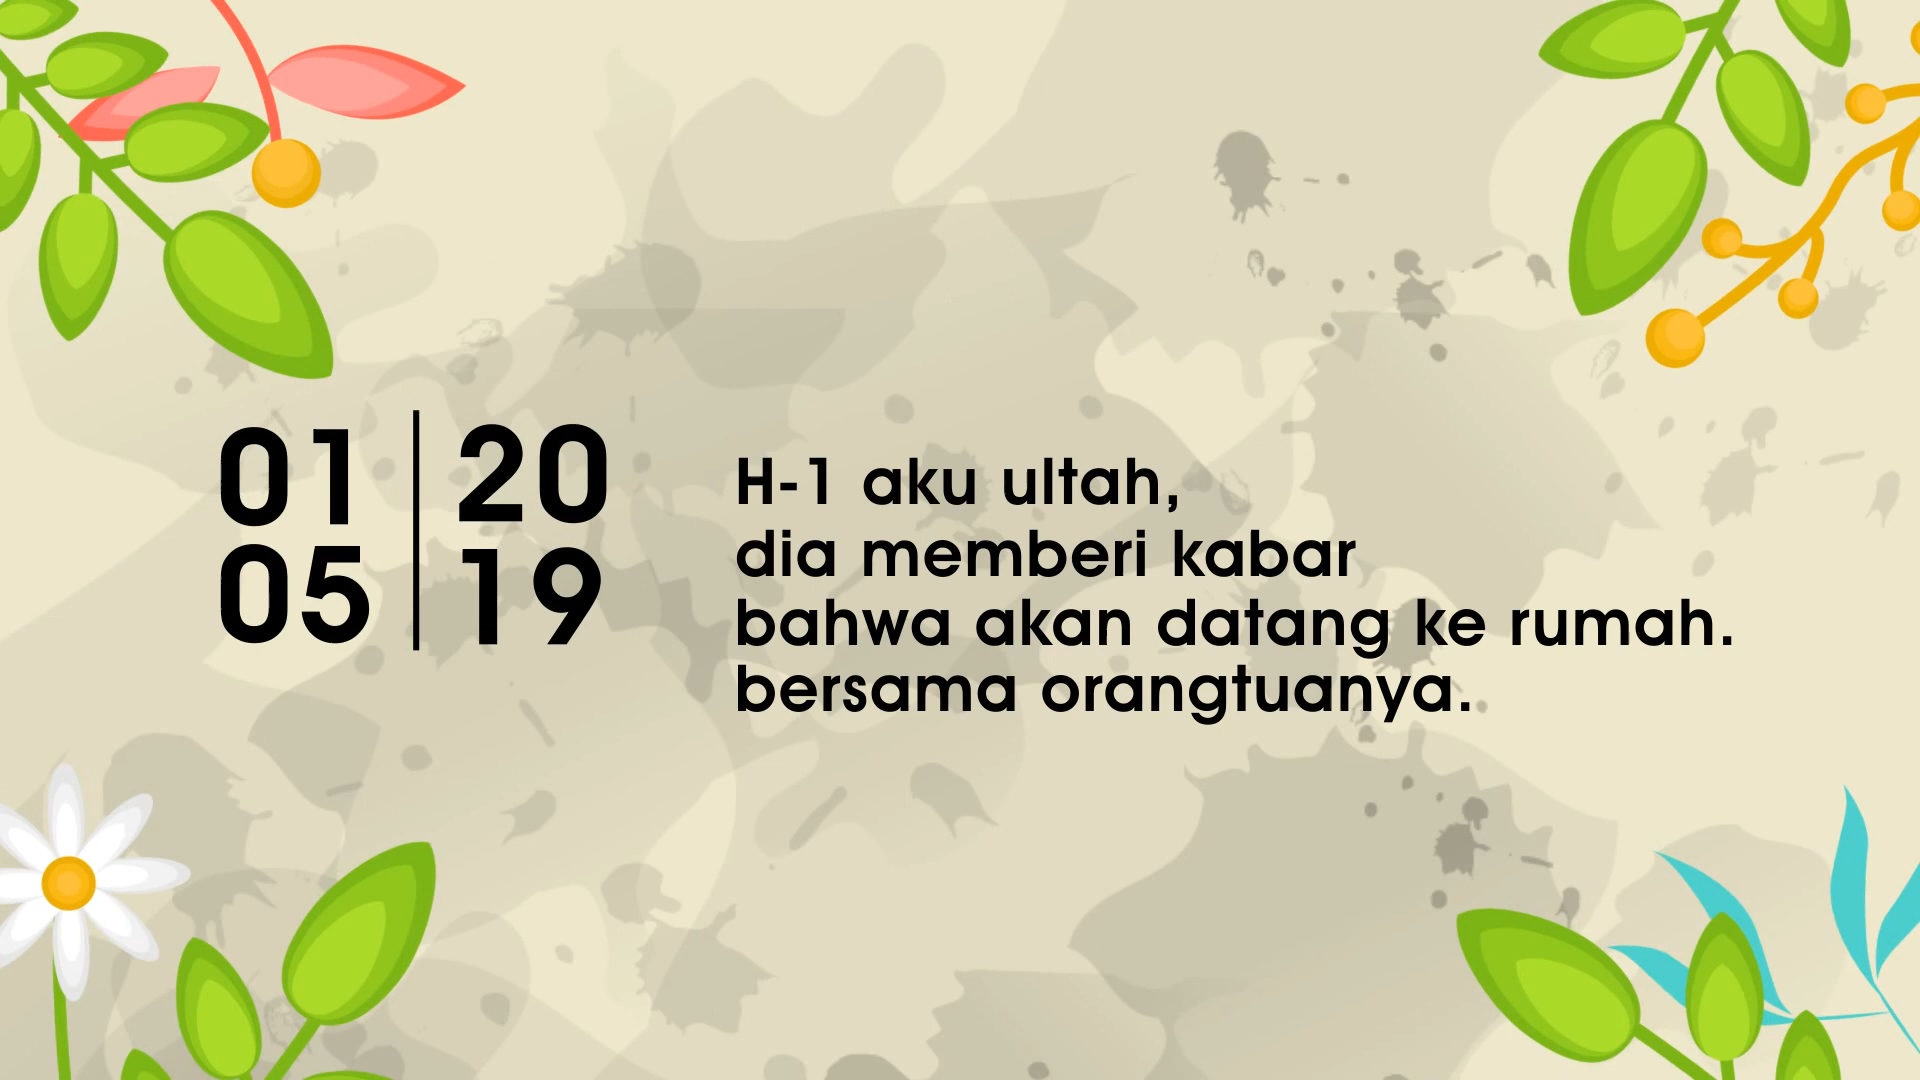 01 | 20
05 | 19
H-1 aku ultah,
dia memberi kabar
bahwa akan datang ke rumah.
bersama orangtuanya.